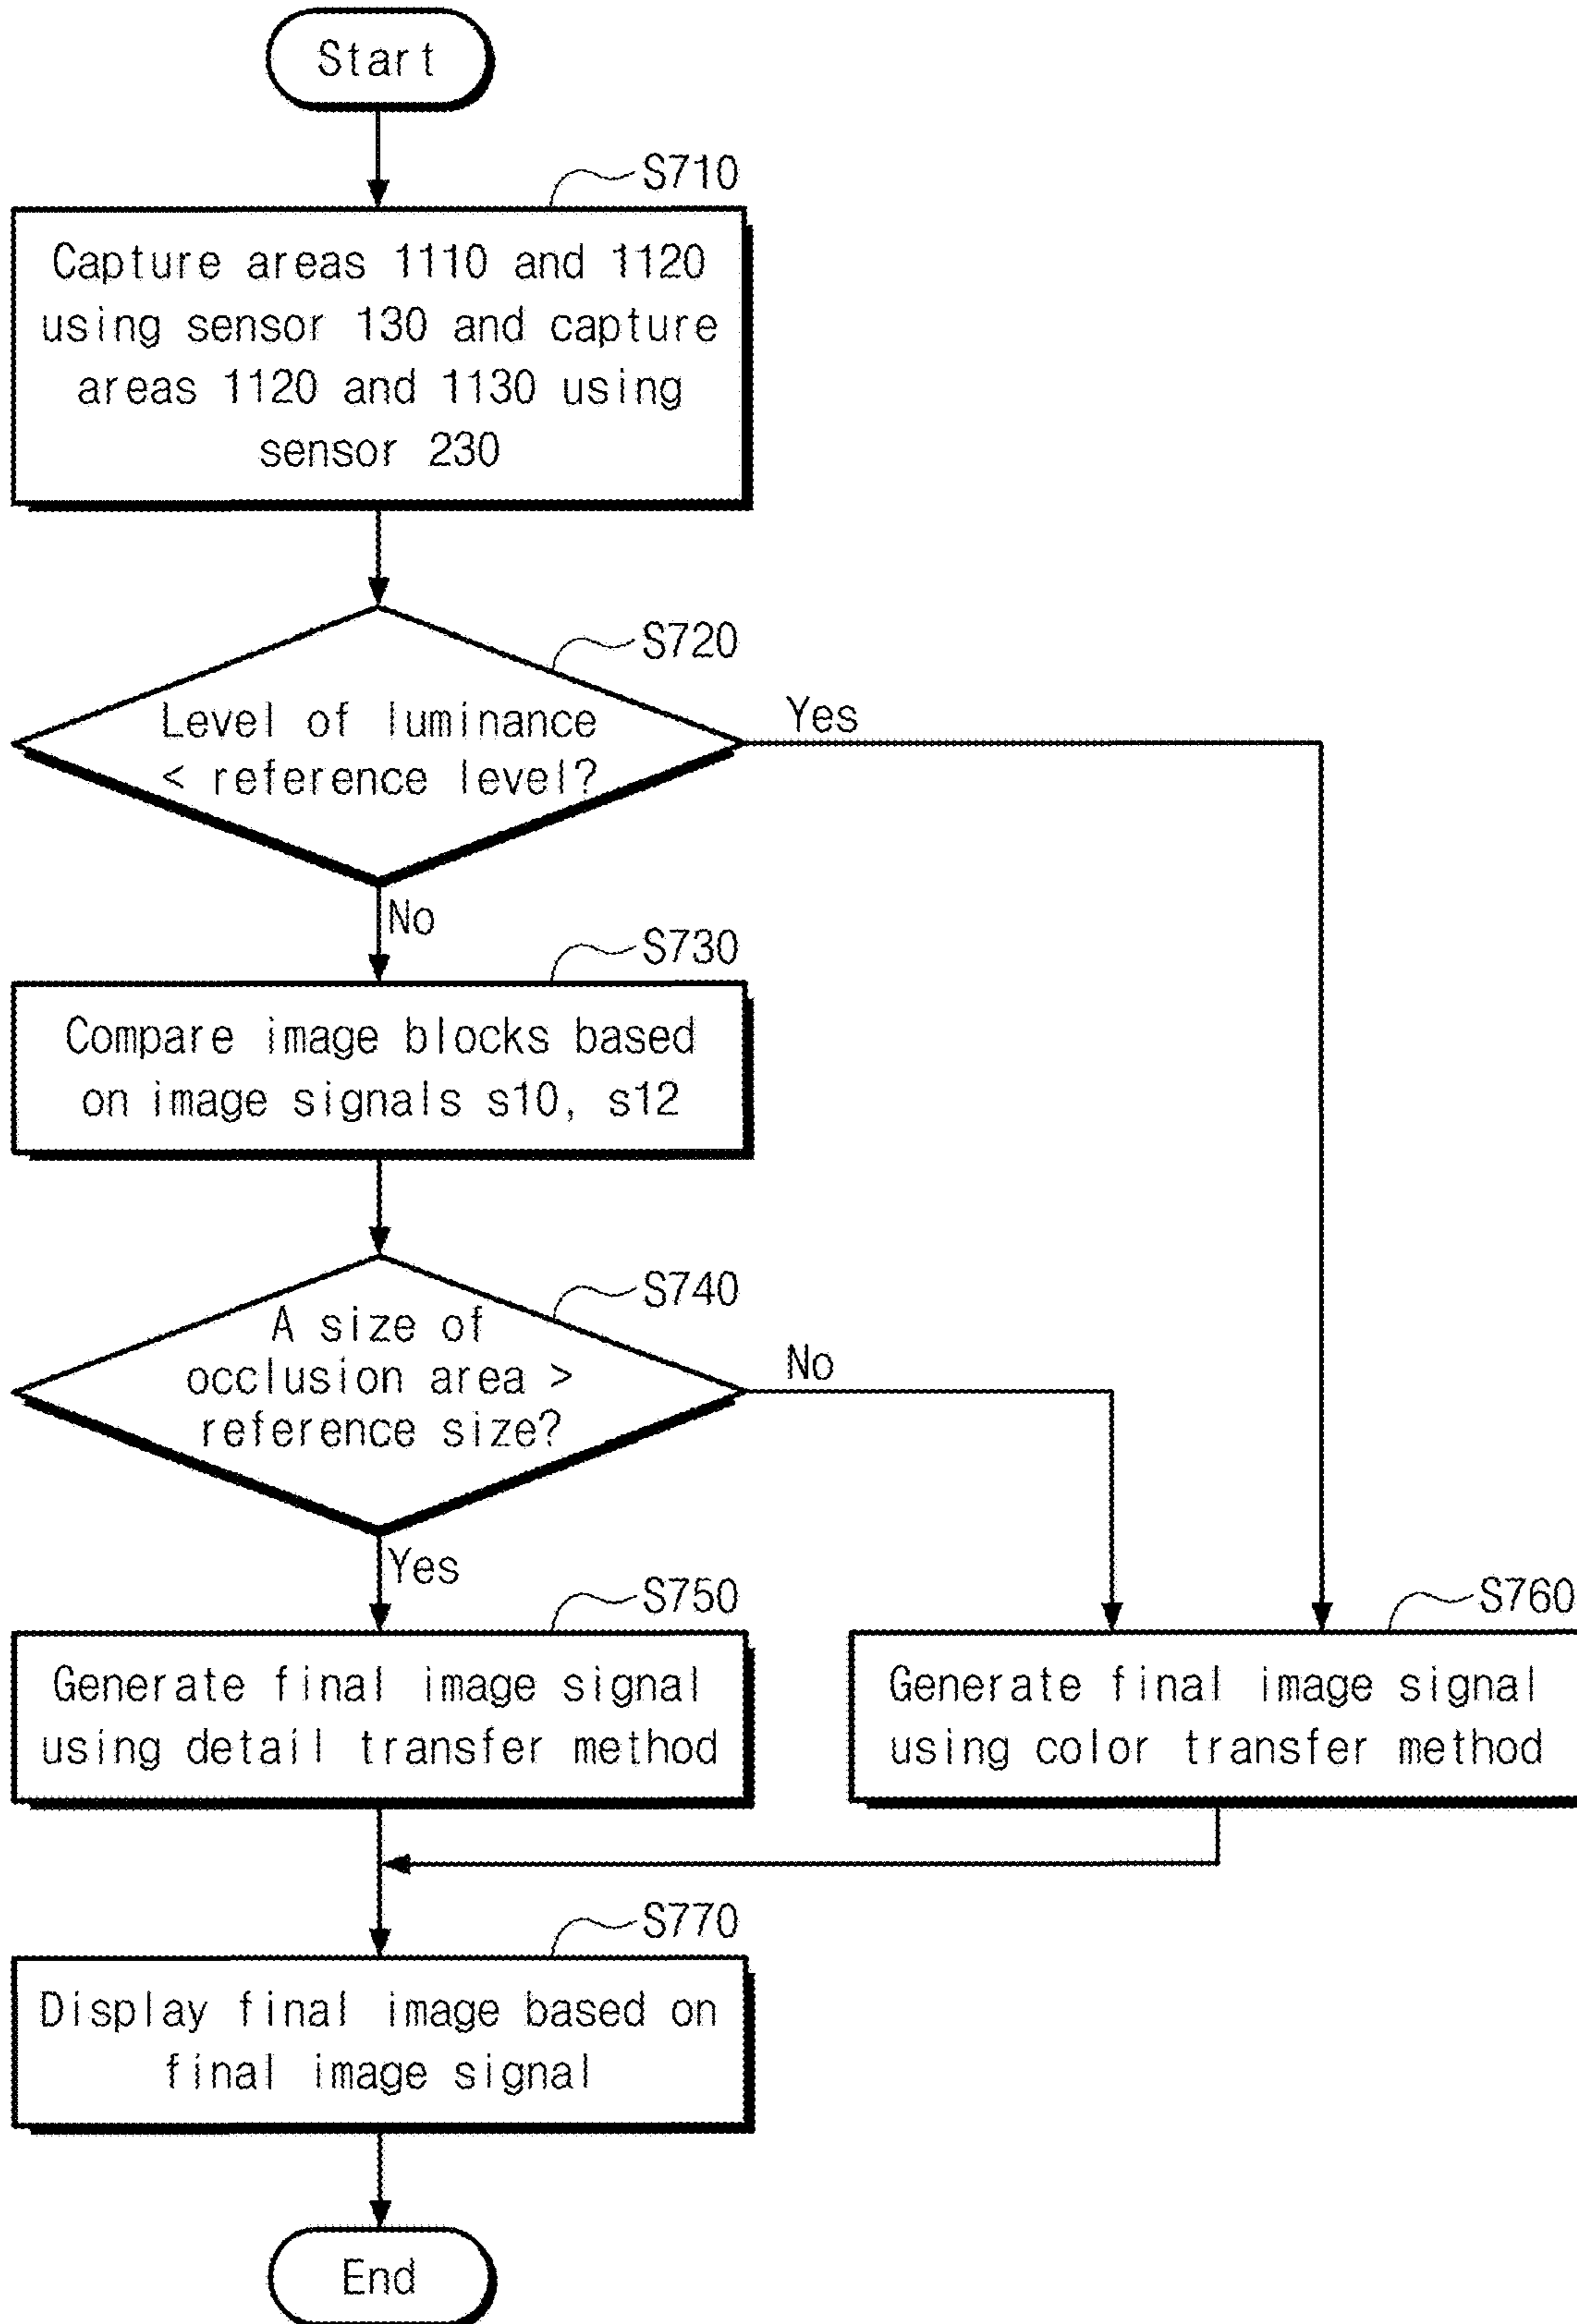 Start
S710
Capture areas 1110 and 1120
using sensor 130 and capture
areas 1120 and 1130 using
sensor 230
S720
Level of luminance
< reference level?
Yes
No
S730
Compare image blocks based
on image signals s10, s12
S740
A size of
occlusion area >
reference size?
No
Yes
S750
Generate final image signal
using detail transfer method
S760
Generate final image signal
using color transfer method
S770
Display final image based on
final image signal
End